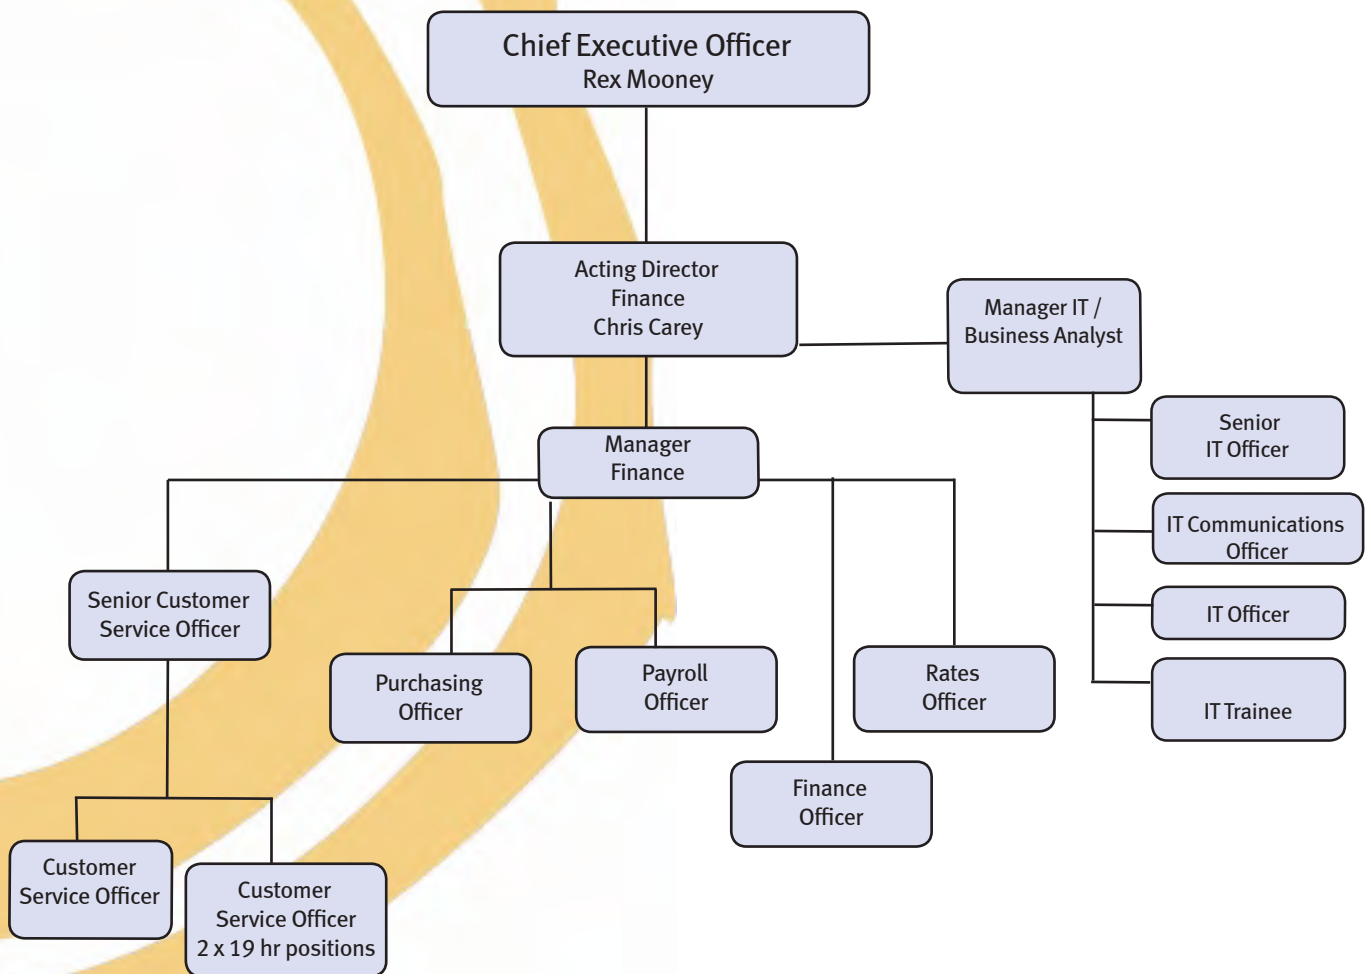 Chief Executive Officer
Rex Mooney
Acting Director
Finance
Chris Carey
Manager IT /
Business Analyst
Manager
Finance
Senior
IT Officer
IT Communications
Officer
IT Officer
IT Trainee
Senior Customer
Service Officer
Purchasing
Officer
Payroll
Officer
Rates
Officer
Finance
Officer
Customer
Service Officer
Customer
Service Officer
2 x 19 hr positions